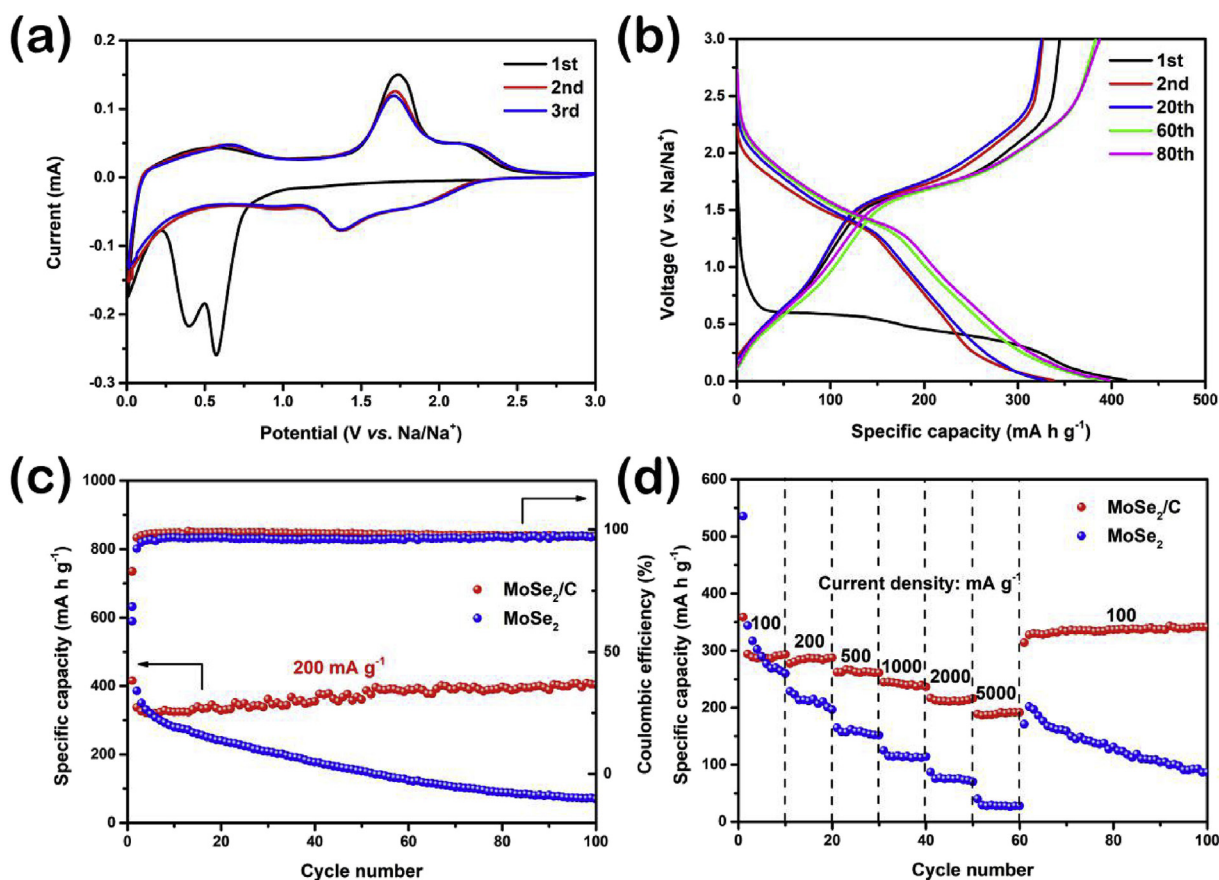 (a)
0.2
0.1
0.0
-0.1
-0.2
-0.3
Current (mA)
1st
2nd
3rd
0.0 0.5 1.0 1.5 2.0 2.5 3.0
Potential (V vs. Na/Na⁺)
(b)
3.0
2.5
2.0
1.5
1.0
0.5
0.0
Voltage (V vs. Na/Na⁺)
1st
2nd
20th
60th
80th
0 100 200 300 400 500
Specific capacity (mA h g⁻¹)
(c)
1000
800
600
400
200
0
Specific capacity (mA h g⁻¹)
MoSe₂/C
MoSe₂
200 mA g⁻¹
100
50
0
Coulombic efficiency (%)
0 20 40 60 80 100
Cycle number
(d)
600
500
400
300
200
100
0
Specific capacity (mA h g⁻¹)
MoSe₂/C
MoSe₂
Current density: mA g⁻¹
100
200
500
1000
2000
5000
100
0 20 40 60 80 100
Cycle number